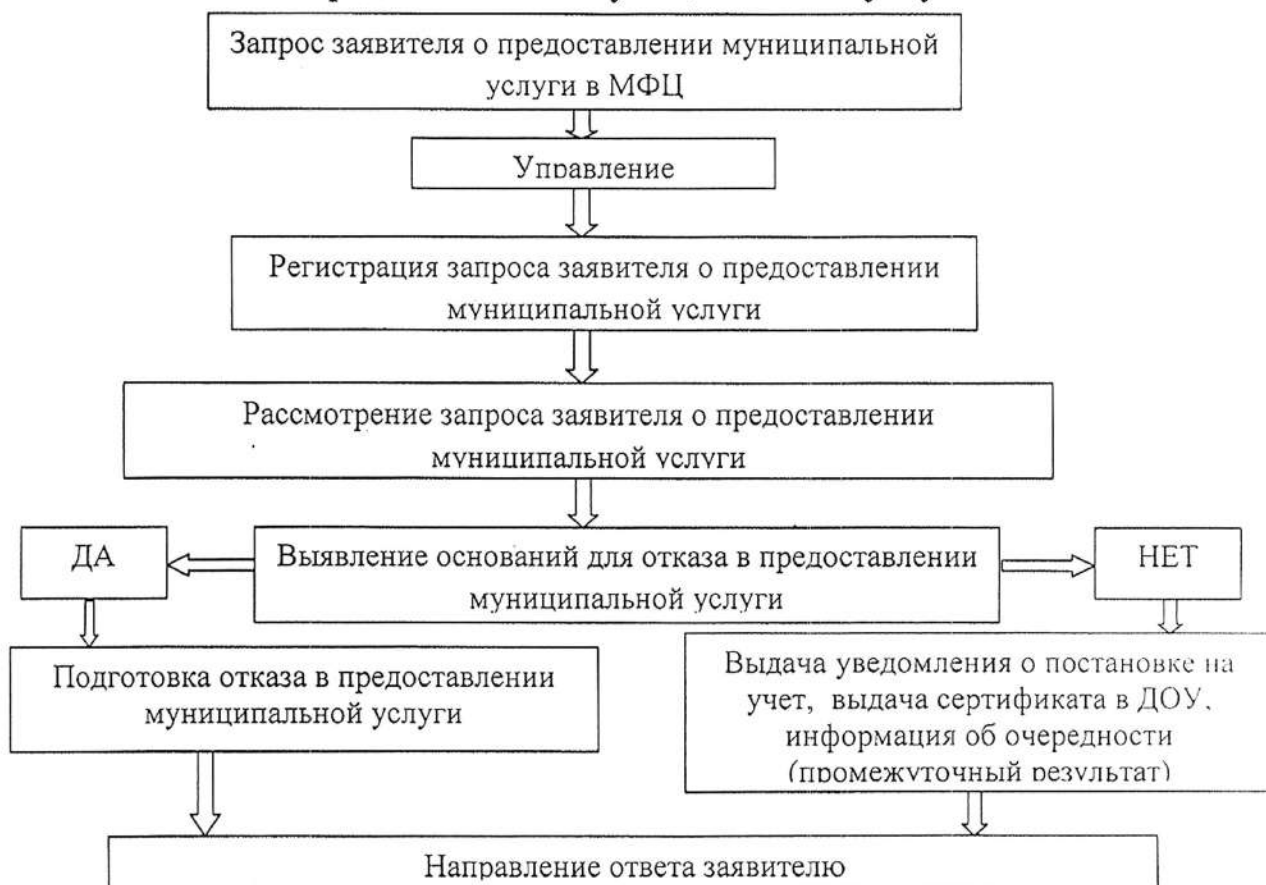 Запрос заявителя о предоставлении муниципальной
услуги в МФЦ
Управление
Регистрация запроса заявителя о предоставлении
муниципальной услуги
Рассмотрение запроса заявителя о предоставлении
муниципальной услуги
ДА
Выявление оснований для отказа в предоставлении
муниципальной услуги
НЕТ
Подготовка отказа в предоставлении
муниципальной услуги
Выдача уведомления о постановке на
учет, выдача сертификата в ДОУ,
информация об очередности
(промежуточный результат)
Направление ответа заявителю